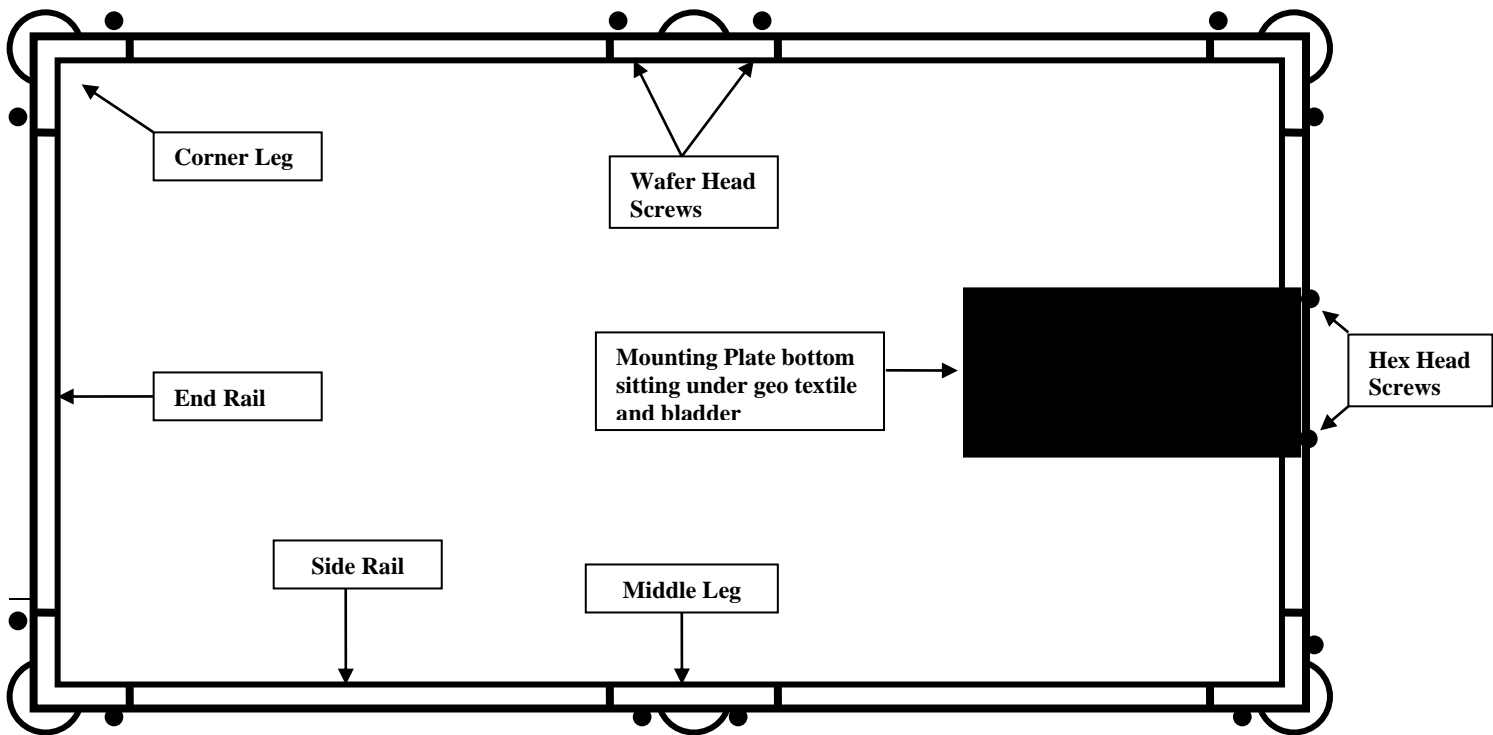 Corner Leg
Wafer Head
Screws
Mounting Plate bottom
sitting under geo textile
and bladder
Hex Head
Screws
End Rail
Side Rail
Middle Leg